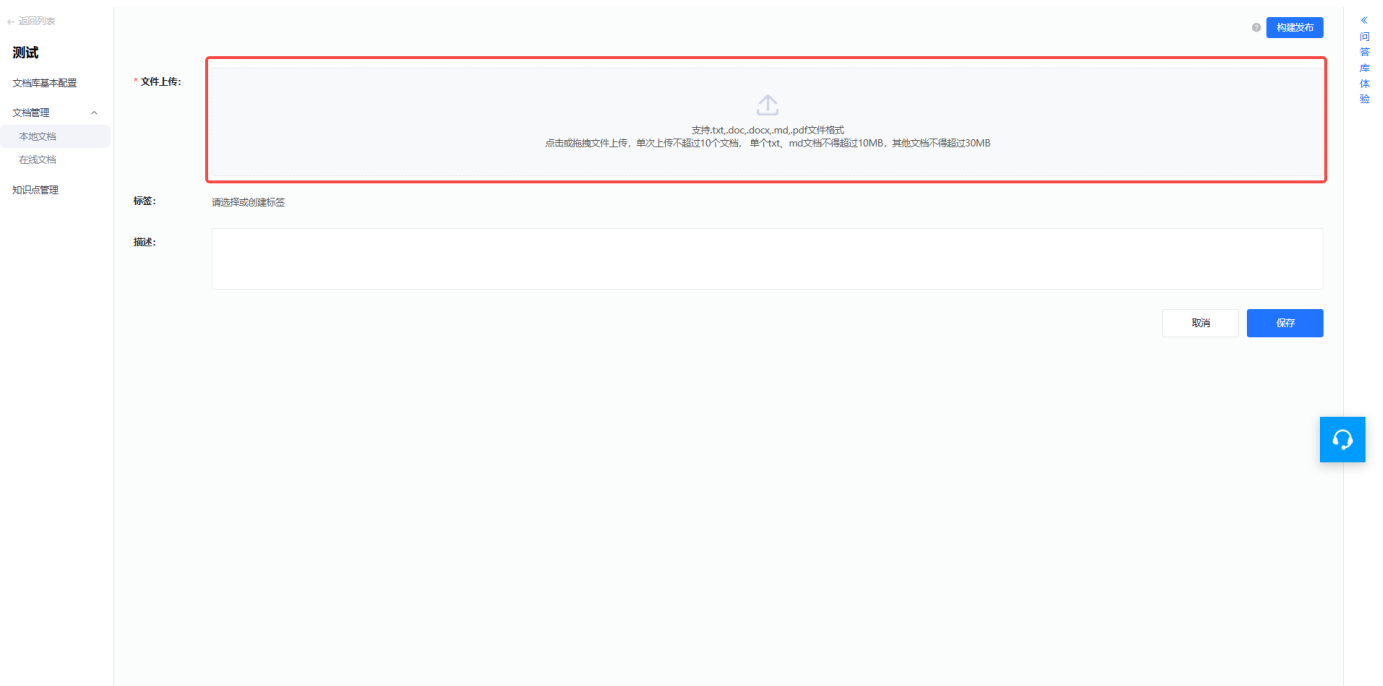 ← 返回列表
测试
文档库基本配置
文档管理
本地文档
在线文档
知识点管理
构建发布
* 文件上传：
支持.txt,.doc,.docx,.md,.pdf文件格式
点击或拖拽文件上传，单次上传不超过10个文档， 单个txt、md文档不得超过10MB，其他文档不得超过30MB
标签：
请选择或创建标签
描述：
取消
保存
«
问
答
库
体
验